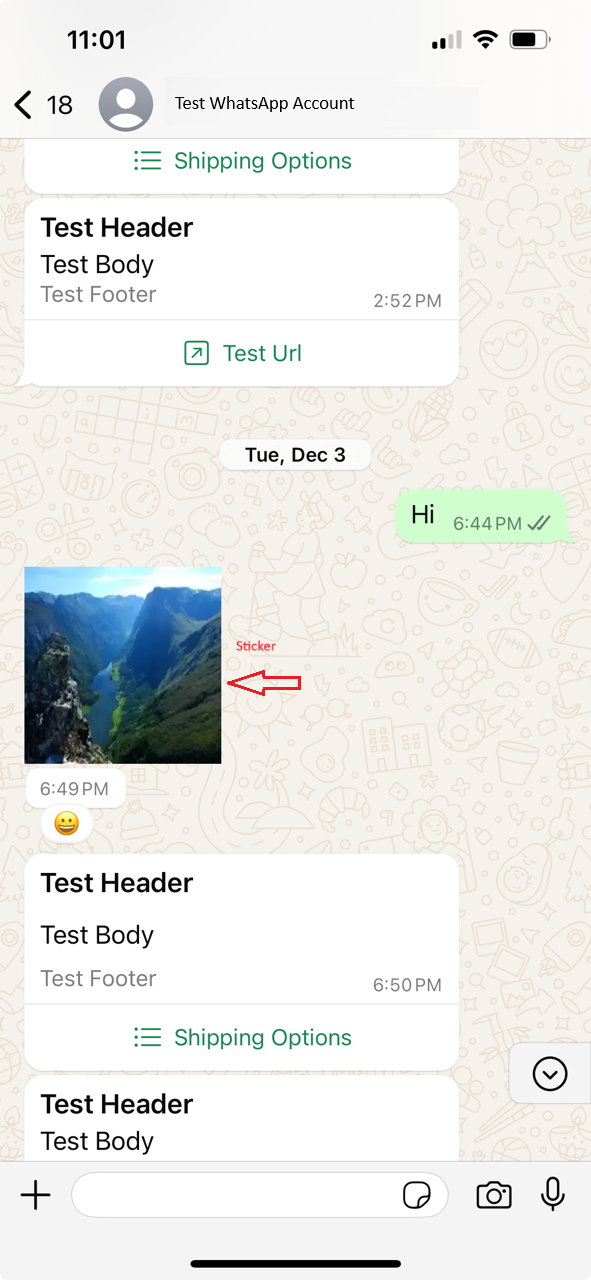 11:01
18
Test WhatsApp Account
Shipping Options
Test Header
Test Body
Test Footer
2:52 PM
Test Url
Tue, Dec 3
Hi
6:44 PM
Sticker
6:49 PM
Test Header
Test Body
Test Footer
6:50 PM
Shipping Options
Test Header
Test Body